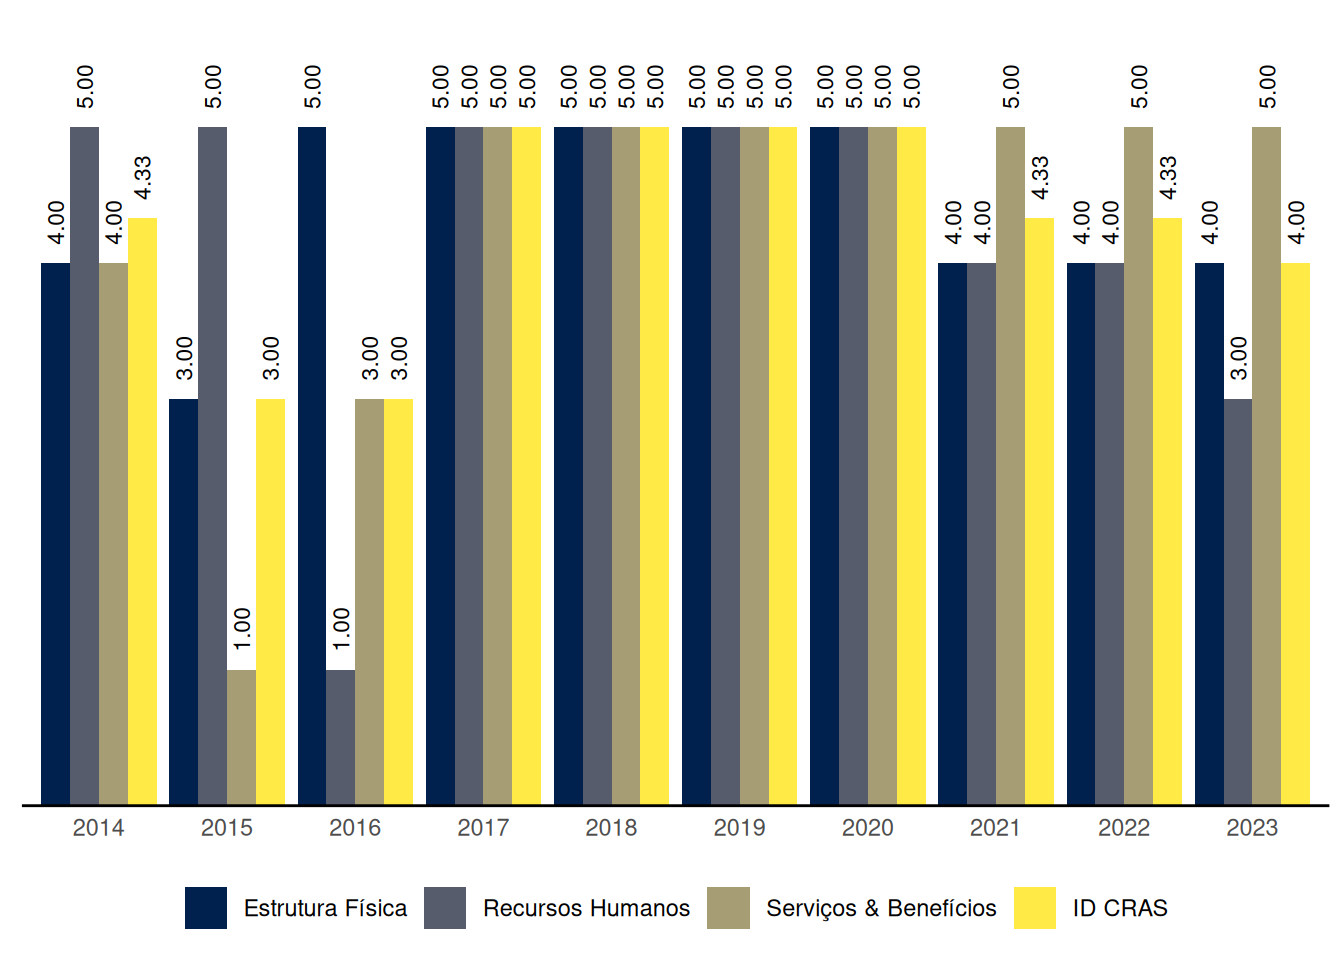 4.00 5.00 4.00 4.33 3.00 5.00 1.00 3.00 5.00 1.00 3.00 3.00 5.00 5.00 5.00 5.00 5.00 5.00 5.00 5.00 5.00 5.00 5.00 5.00 5.00 5.00 5.00 5.00 4.00 4.00 5.00 4.33 4.00 4.00 5.00 4.33 4.00 3.00 5.00 4.00
2014 2015 2016 2017 2018 2019 2020 2021 2022 2023
Estrutura Física Recursos Humanos Serviços & Benefícios ID CRAS